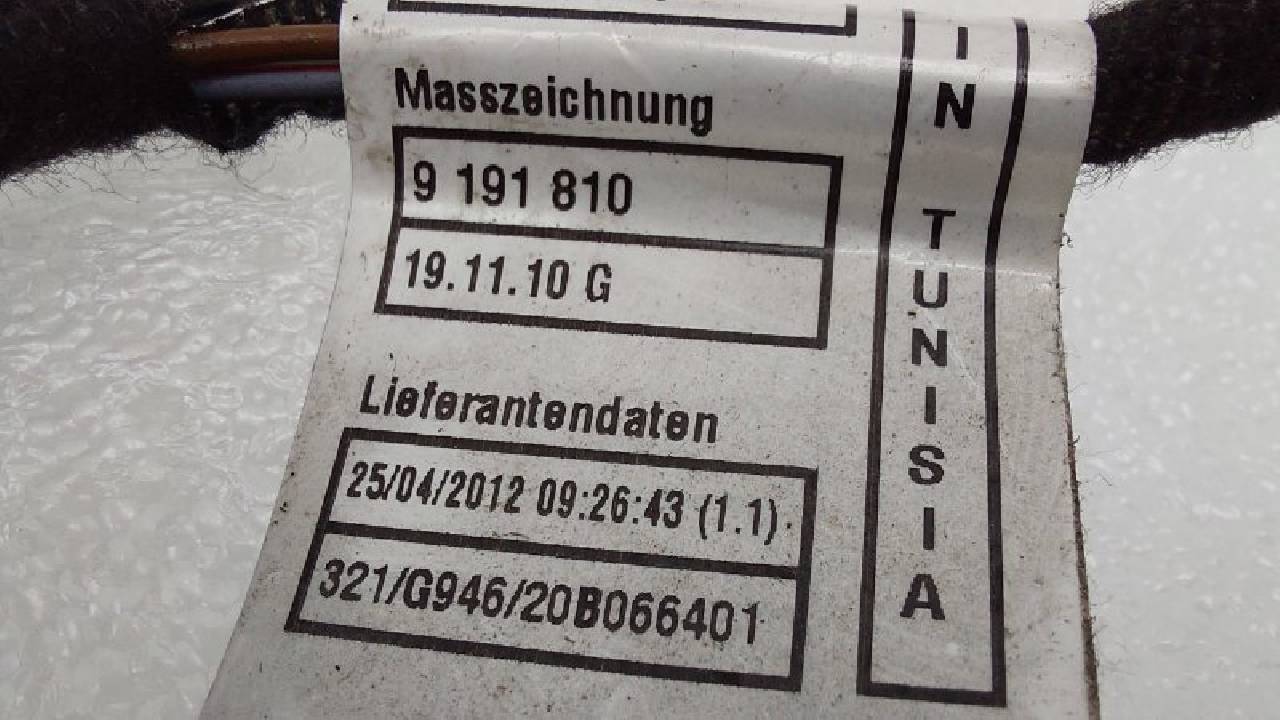 Masszeichnung
9 191 810
19.11.10 G
Lieferantendaten
25/04/2012 09:26:43 (1.1)
321/G946/20B066401
IN TUNISIA